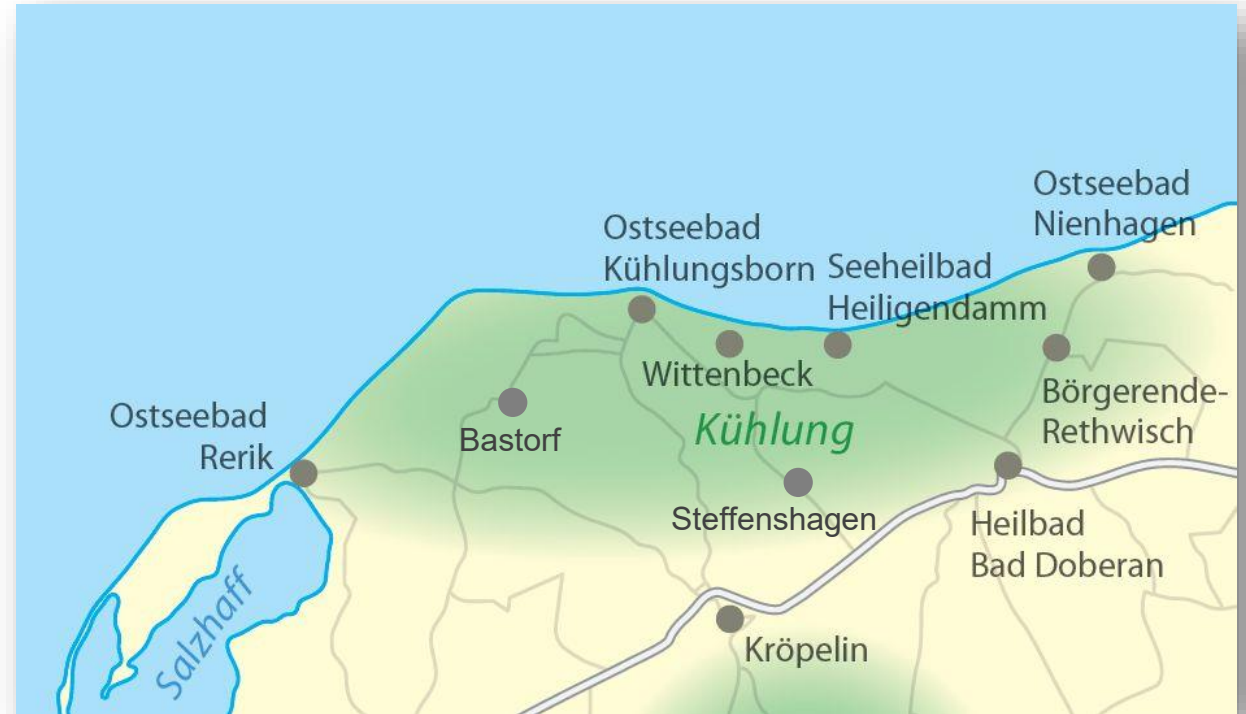 Ostseebad
Nienhagen
Ostseebad
Kühlungsborn
Seeheilbad
Heiligendamm
Wittenbeck
Börgerende-
Rethwisch
Ostseebad
Rerik
Bastorf
Kühlung
Steffenshagen
Heilbad
Bad Doberan
Salzhaff
Kröpelin